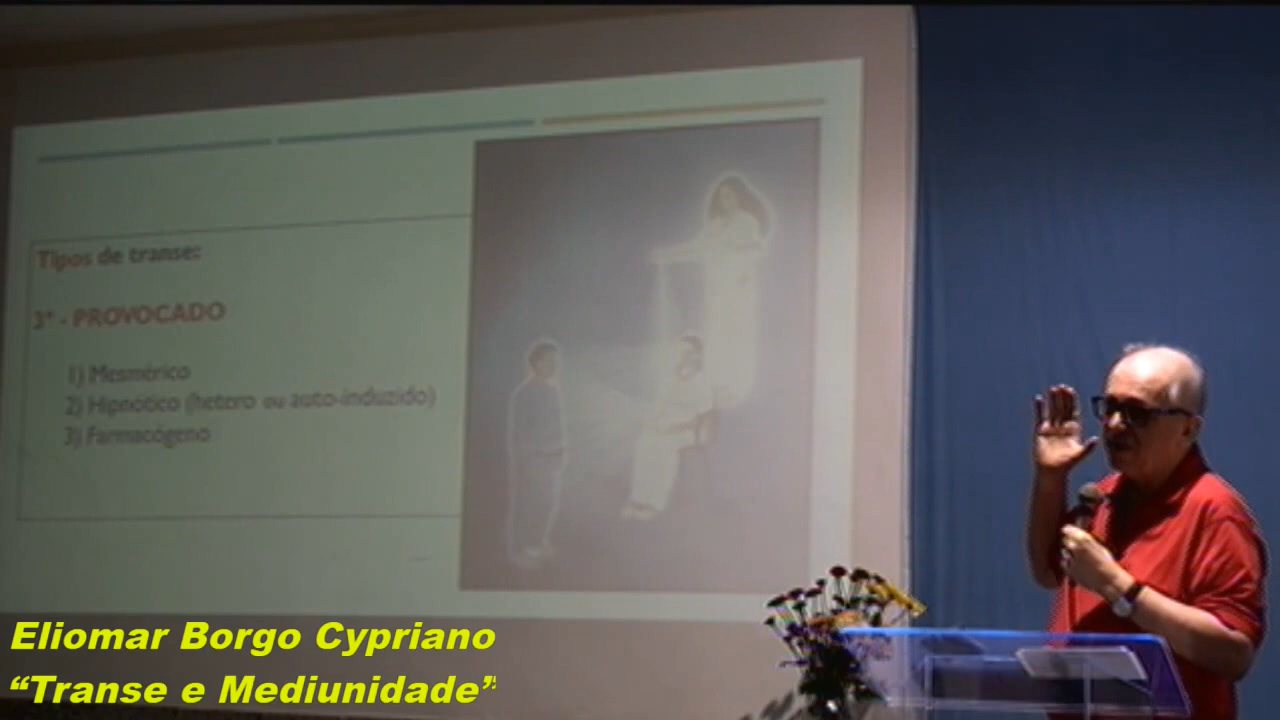 Tipos de transe:
3º - PROVOCADO
1) Mesmérico
2) Hipnótico (hetero ou auto-induzido)
3) Farmacógeno
Eliomar Borgo Cypriano
“Transe e Mediunidade”